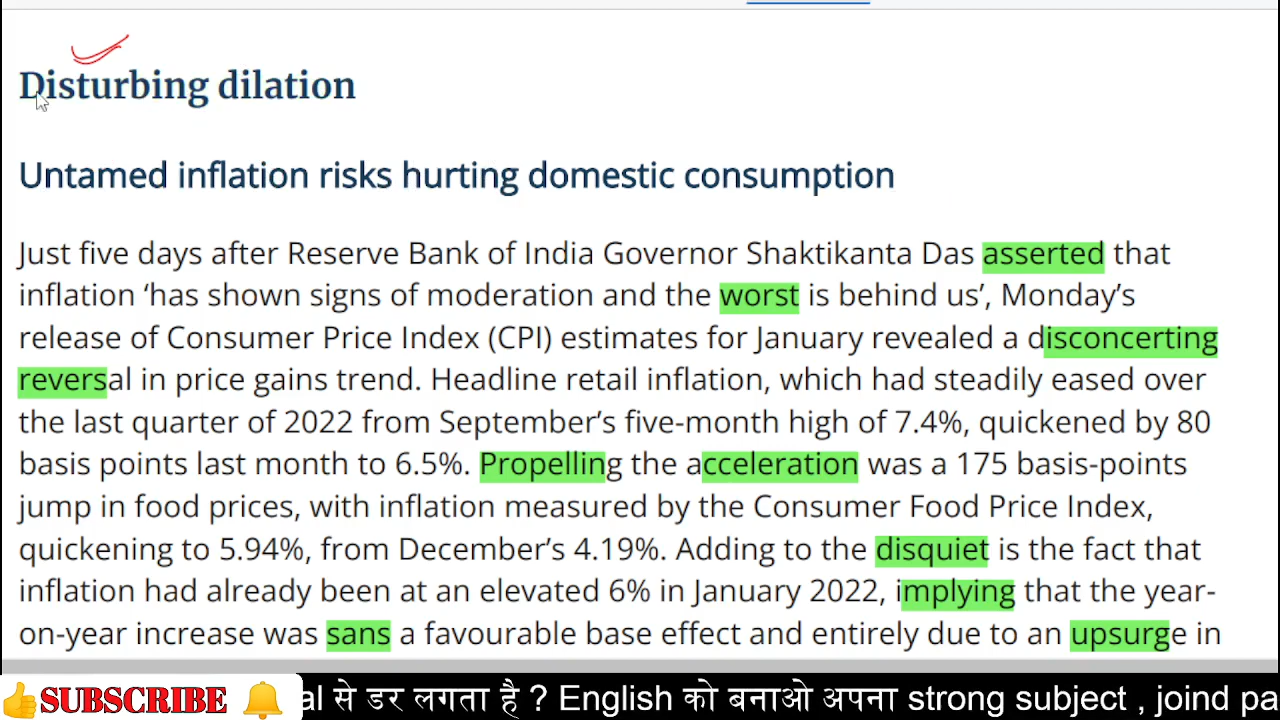 Disturbing dilation
Untamed inflation risks hurting domestic consumption
Just five days after Reserve Bank of India Governor Shaktikanta Das asserted that
inflation ‘has shown signs of moderation and the worst is behind us’, Monday’s
release of Consumer Price Index (CPI) estimates for January revealed a disconcerting
reversal in price gains trend. Headline retail inflation, which had steadily eased over
the last quarter of 2022 from September’s five-month high of 7.4%, quickened by 80
basis points last month to 6.5%. Propelling the acceleration was a 175 basis-points
jump in food prices, with inflation measured by the Consumer Food Price Index,
quickening to 5.94%, from December’s 4.19%. Adding to the disquiet is the fact that
inflation had already been at an elevated 6% in January 2022, implying that the year-
on-year increase was sans a favourable base effect and entirely due to an upsurge in
SUBSCRIBE al से डर लगता है ? English को बनाओ अपना strong subject , joind pa